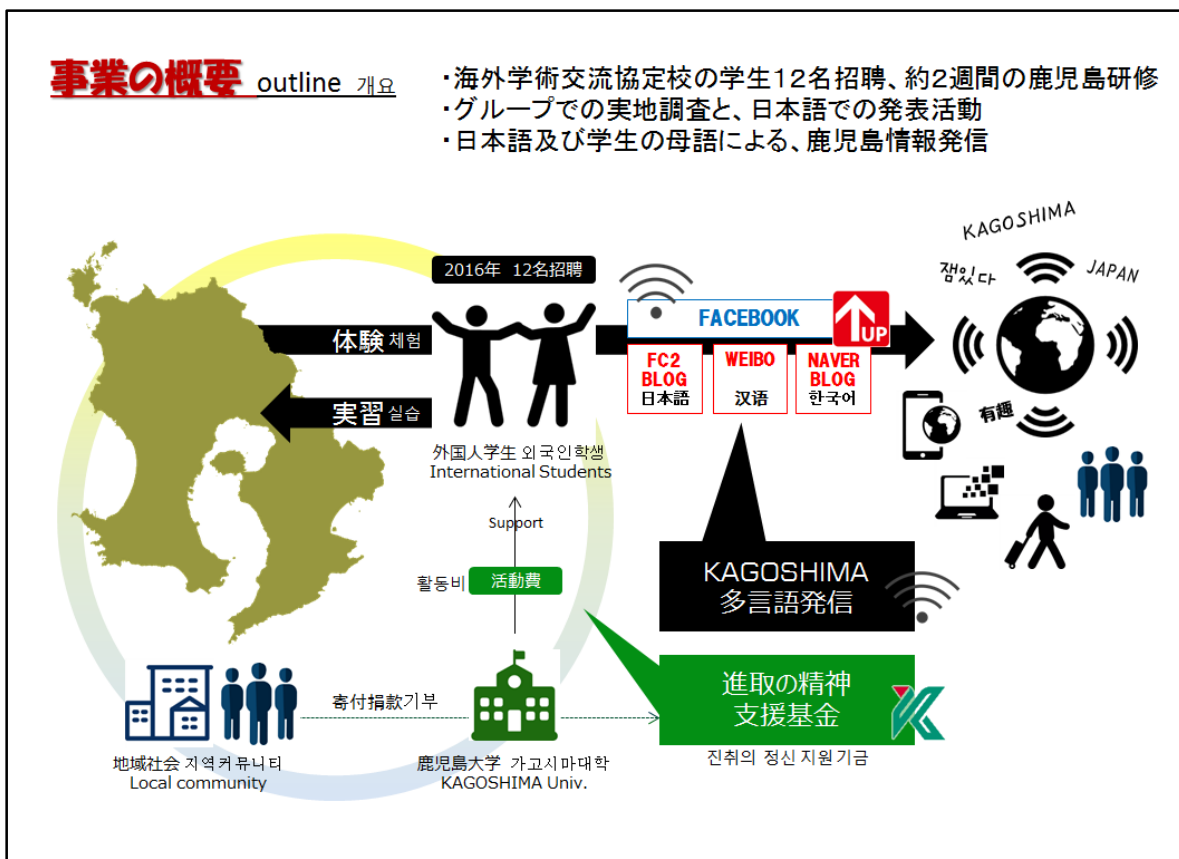 事業の概要 outline 개요
・海外学術交流協定校の学生12名招聘、約2週間の鹿児島研修
・グループでの実地調査と、日本語での発表活動
・日本語及び学生の母語による、鹿児島情報発信
2016年 12名招聘
体験 체험
実習 실습
外国人学生 외국인학생
International Students
FACEBOOK
UP
FC2
BLOG
日本語
WEIBO
汉语
NAVER
BLOG
한국어
KAGOSHIMA
잼있다
JAPAN
有趣
Support
활동비
活動費
KAGOSHIMA
多言語発信
進取の精神
支援基金
진취의 정신 지원 기금
寄付捐款기부
地域社会 지역커뮤니티
Local community
鹿児島大学 가고시마대학
KAGOSHIMA Univ.